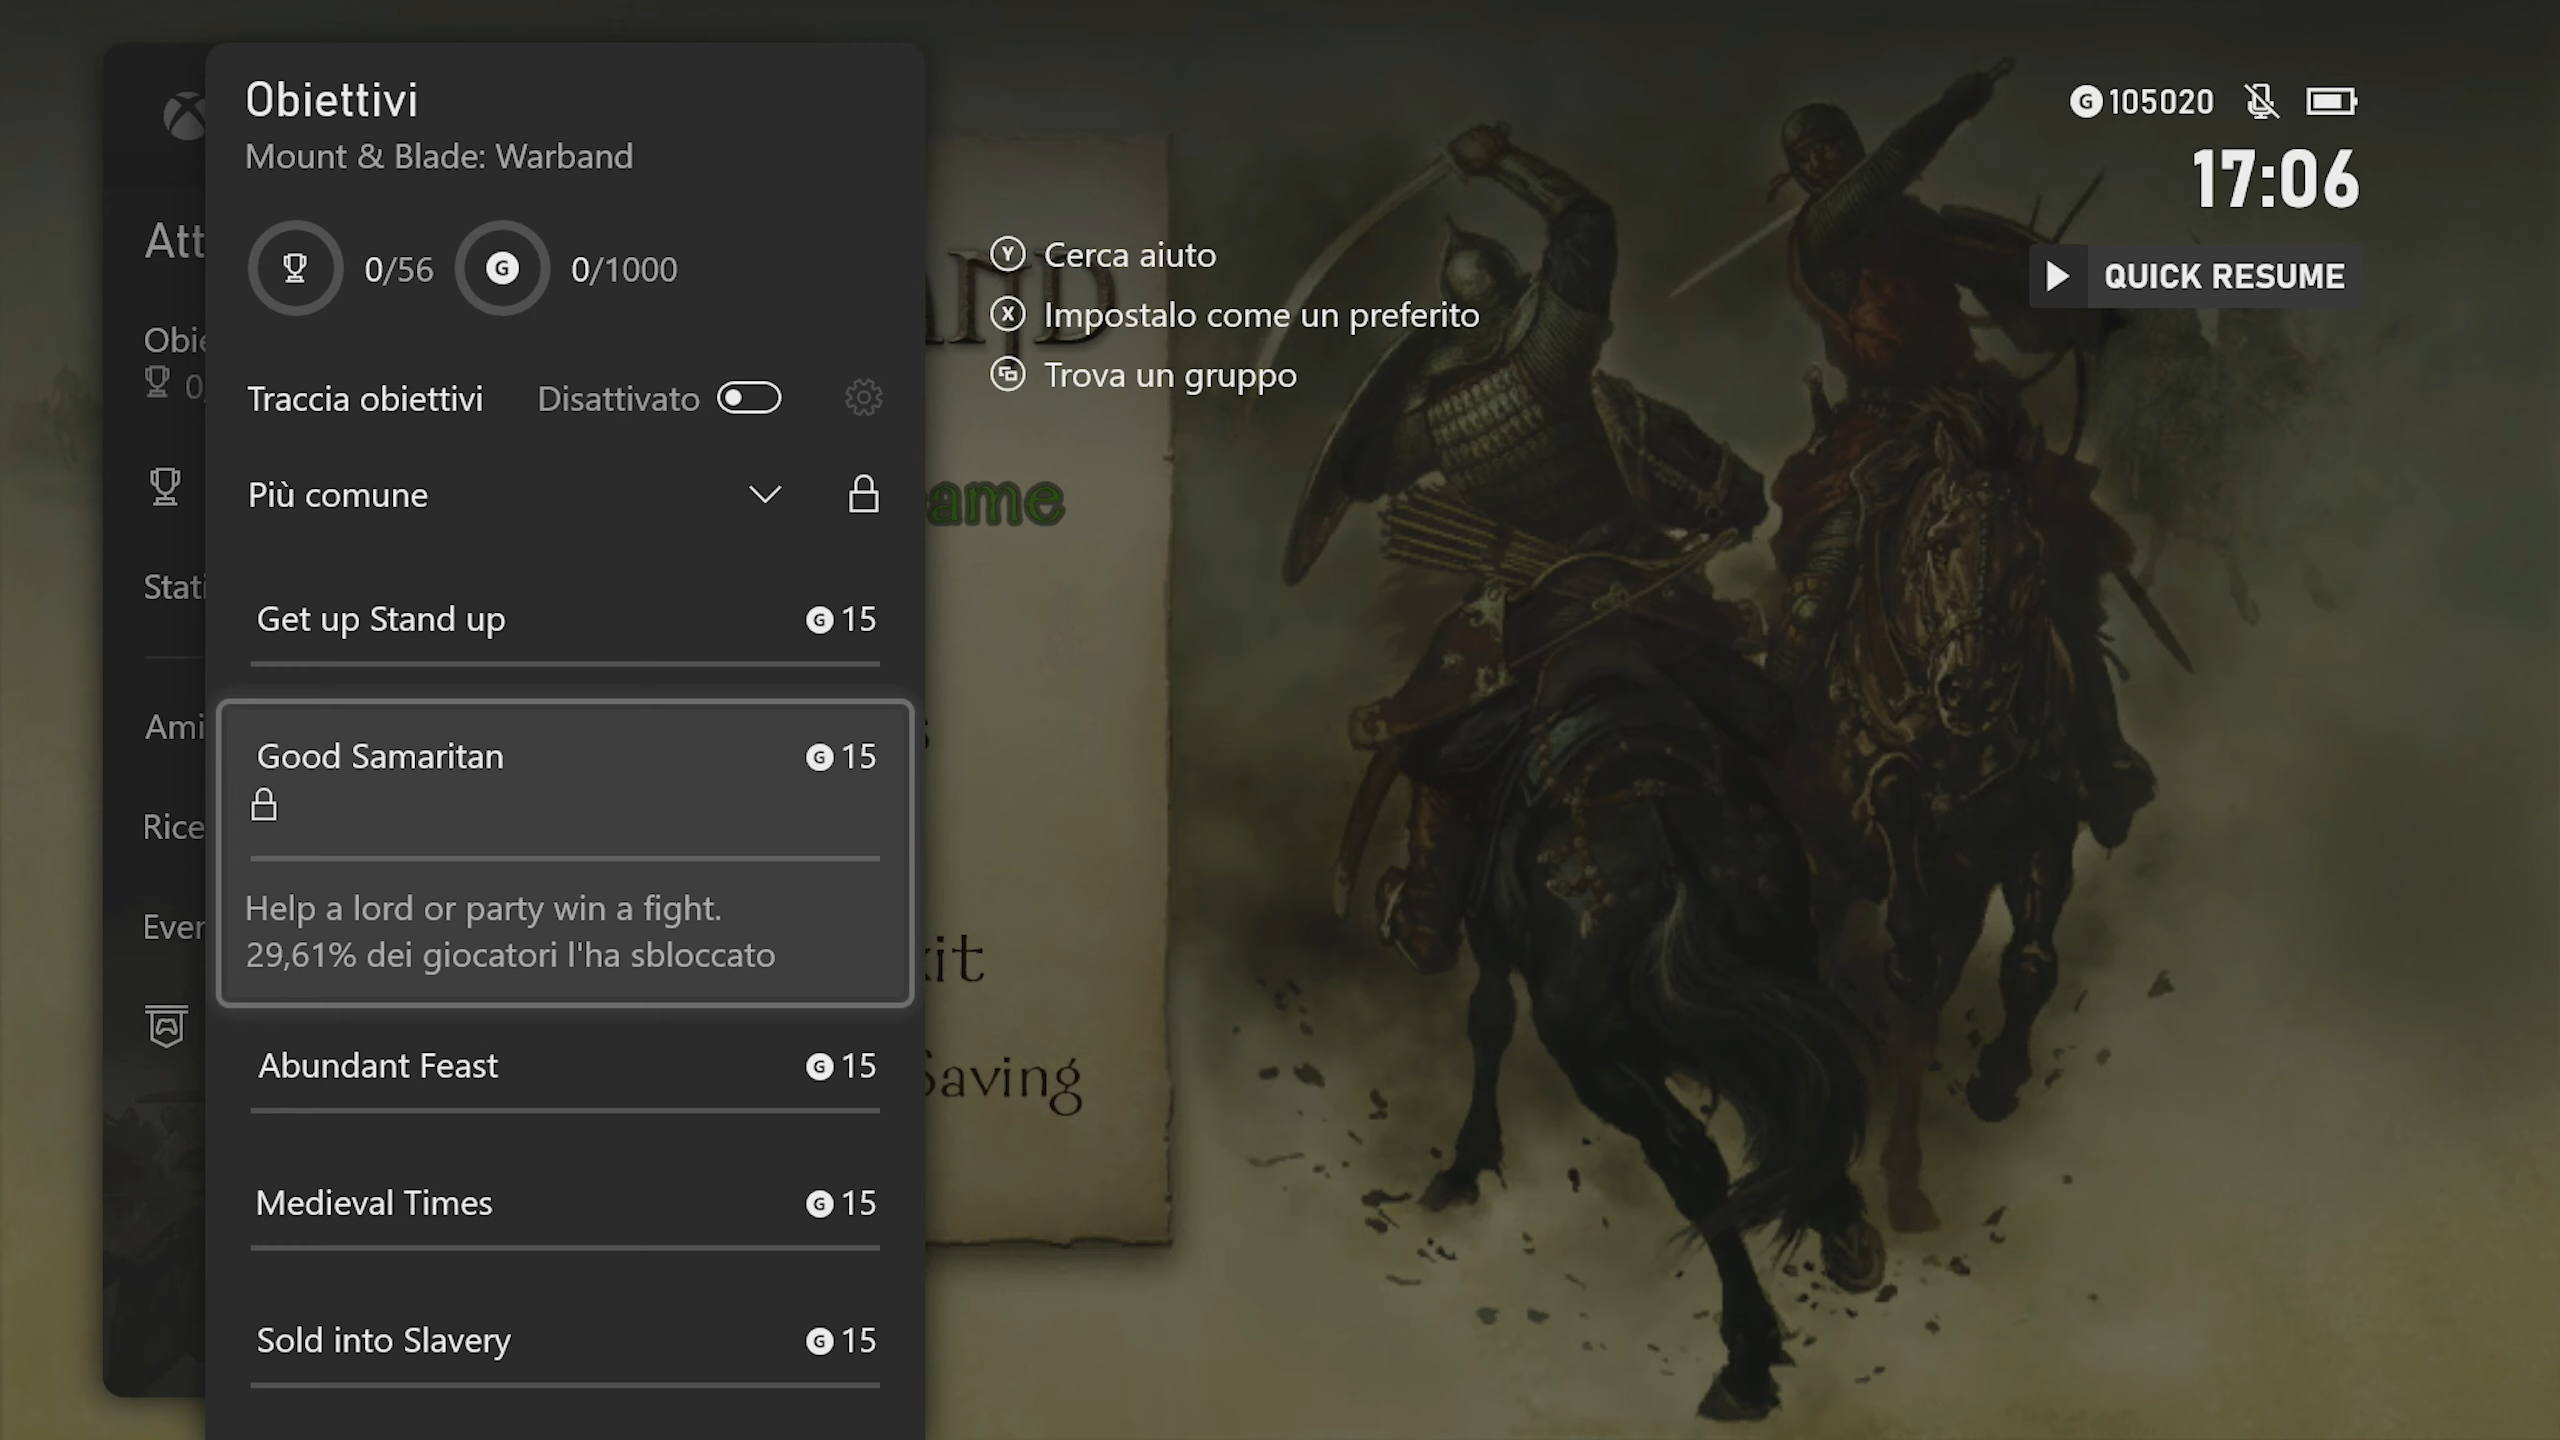 Obiettivi
Mount & Blade: Warband
0/56
0/1000
Traccia obiettivi
Disattivato
Più comune
Get up Stand up
G 15
Good Samaritan
G 15
Help a lord or party win a fight.
29,61% dei giocatori l'ha sbloccato
Abundant Feast
G 15
Medieval Times
G 15
Sold into Slavery
G 15
Y Cerca aiuto
X Impostalo come un preferito
Trova un gruppo
G 105020
17:06
QUICK RESUME
Saving